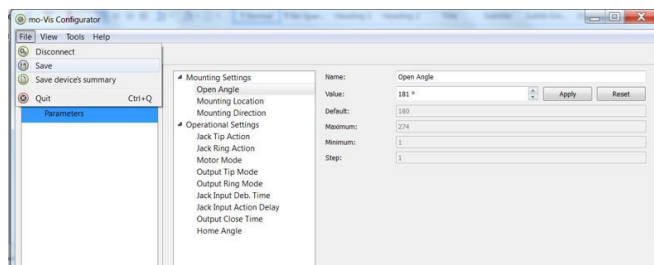 mo-Vis Configurator
File View Tools Help
Disconnect
Save
Save device's summary
Quit Ctrl+Q
Parameters
Mounting Settings
Open Angle
Mounting Location
Mounting Direction
Operational Settings
Jack Tip Action
Jack Ring Action
Motor Mode
Output Tip Mode
Output Ring Mode
Jack Input Deb. Time
Jack Input Action Delay
Output Close Time
Home Angle
Name: Open Angle
Value: 181 ° Apply Reset
Default: 180
Maximum: 274
Minimum: 1
Step: 1